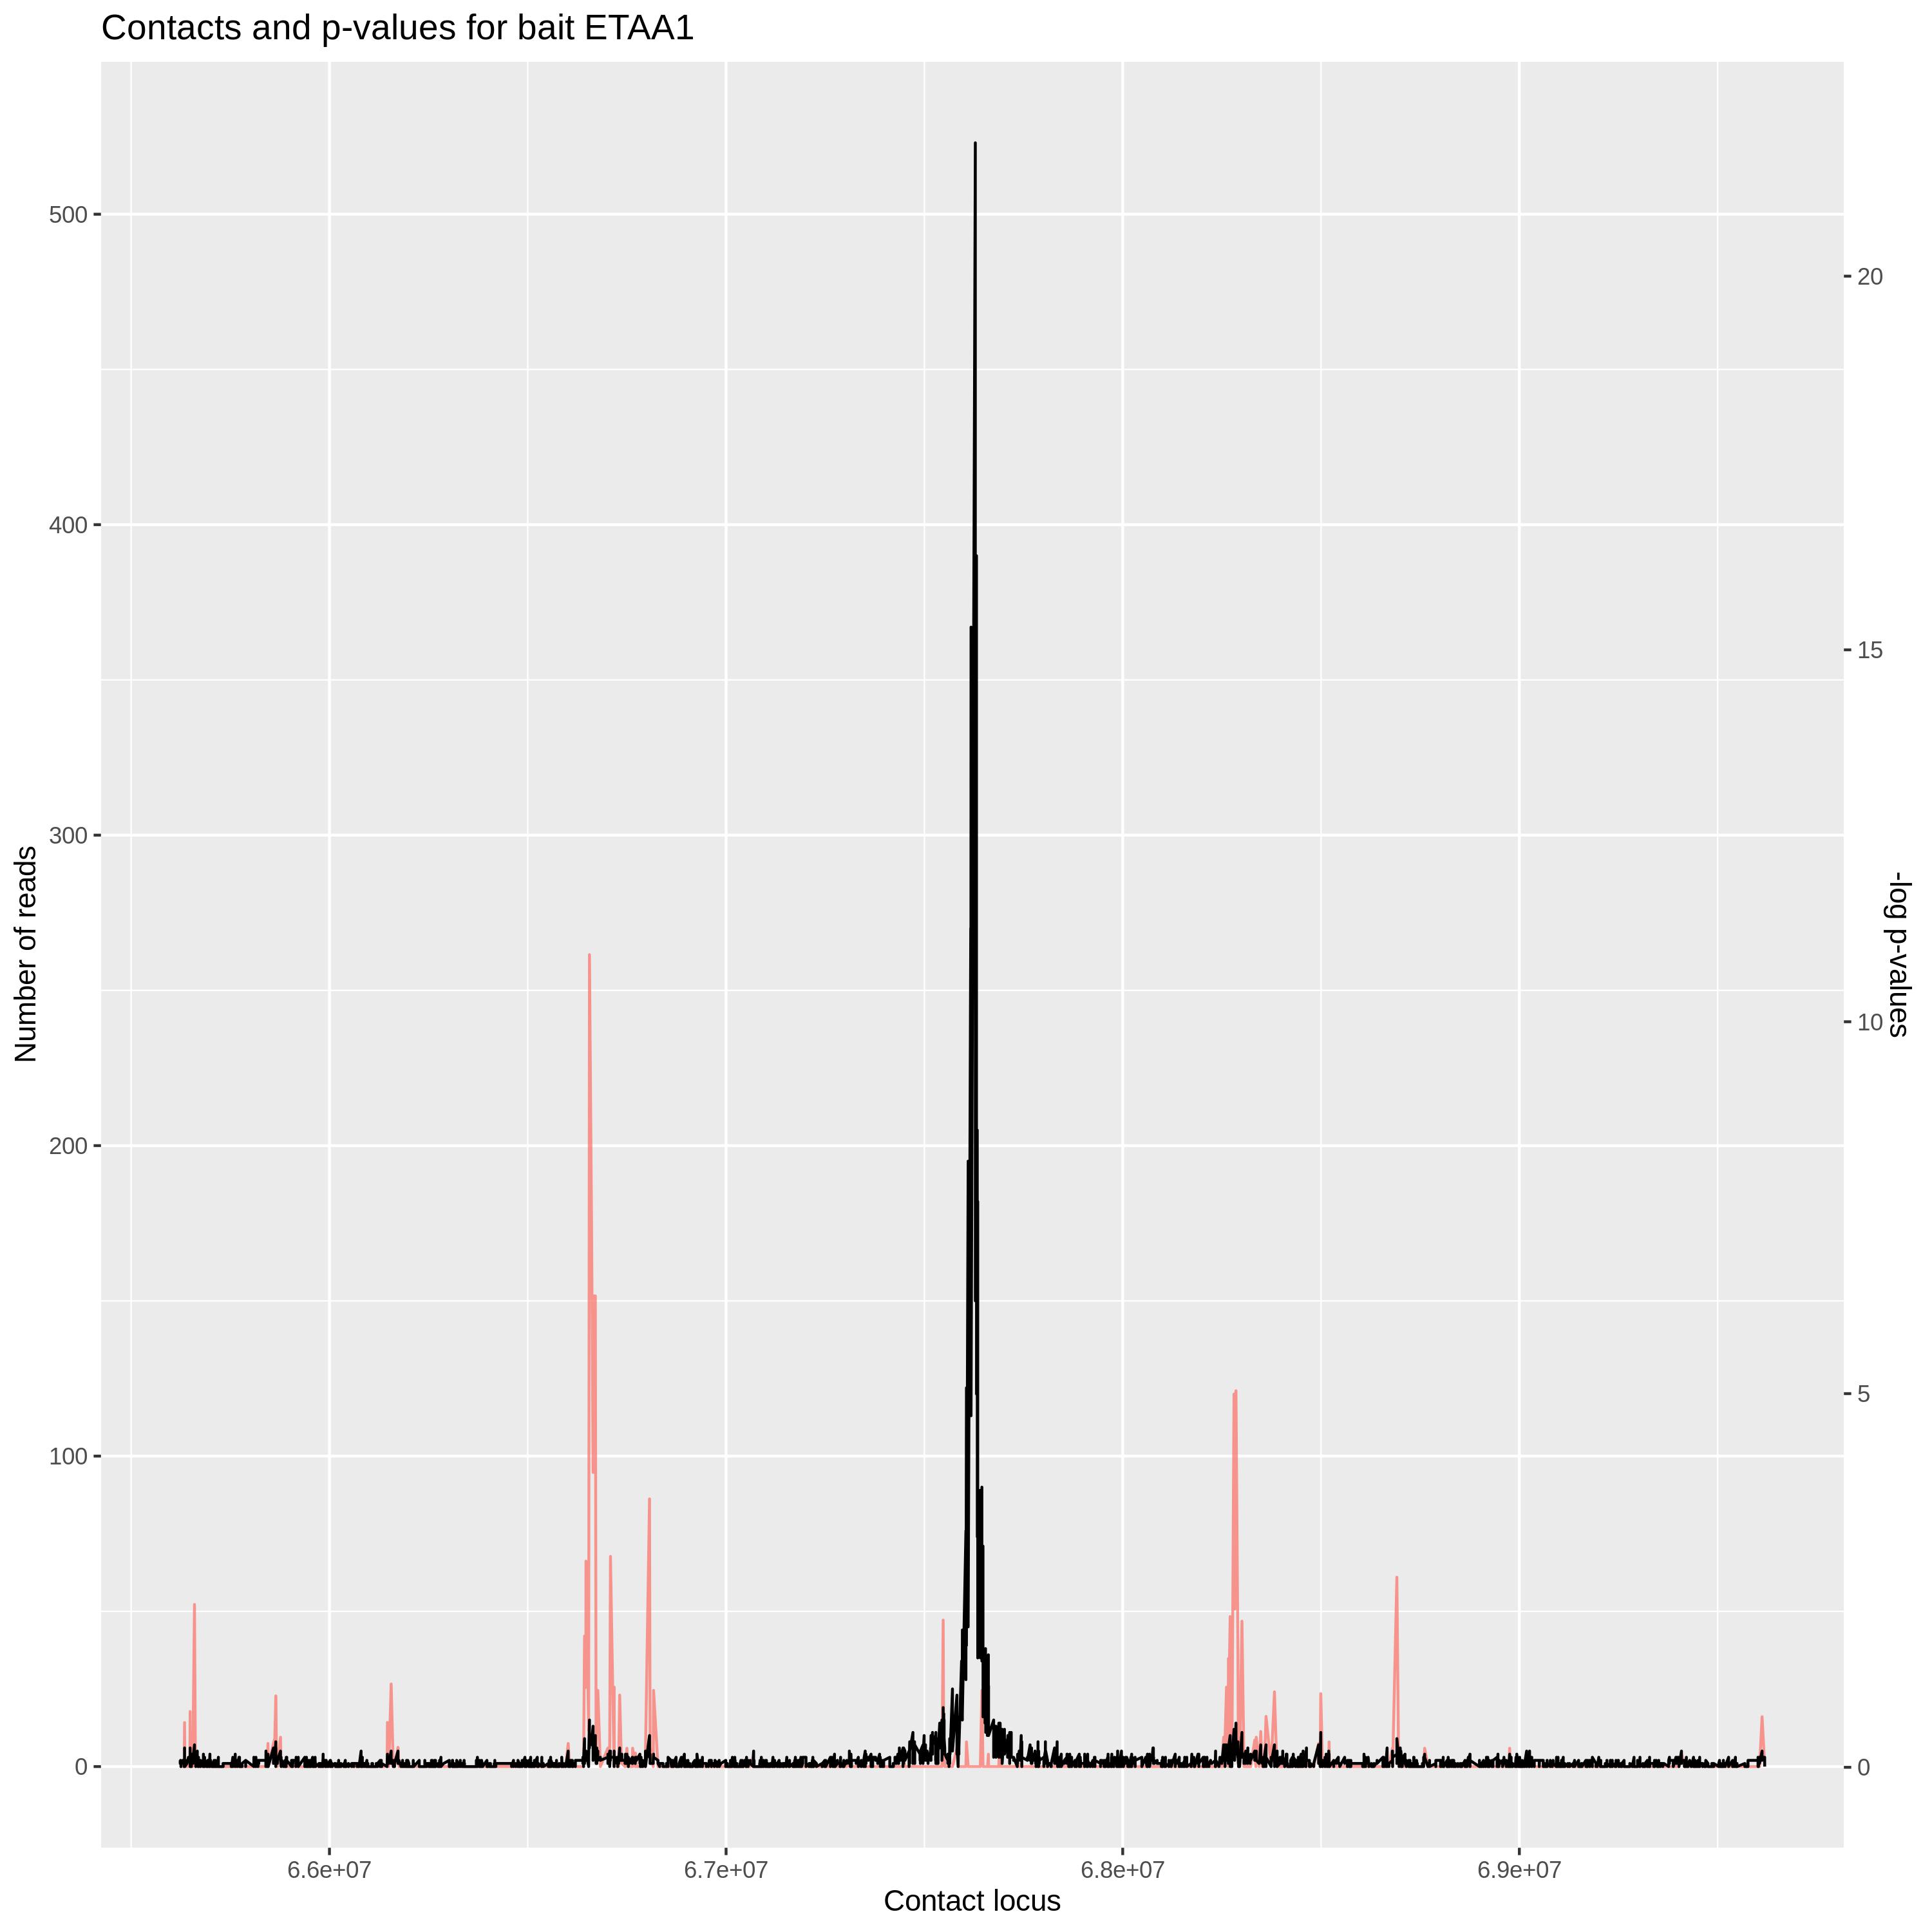 Contacts and p-values for bait ETAA1
Number of reads
500
400
300
200
100
0
20
15
10
5
0
-log p-values
6.6e+07
6.7e+07
6.8e+07
6.9e+07
Contact locus